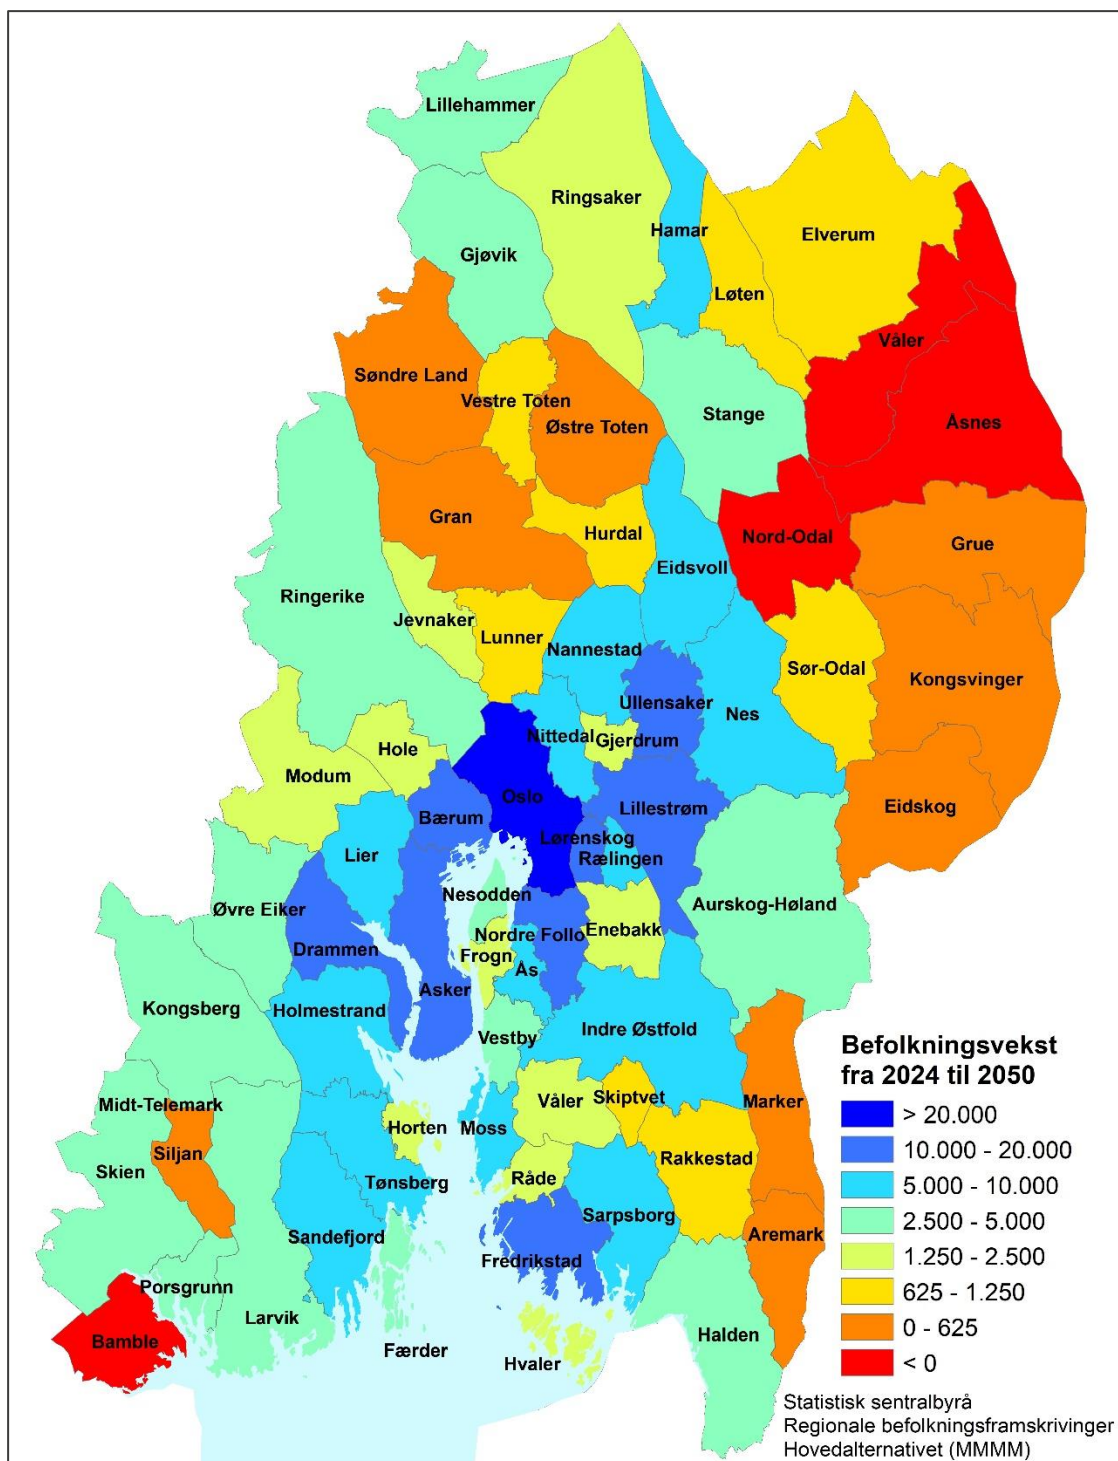 Lillehammer
Ringsaker
Hamar
Elverum
Gjøvik
Løten
Våler
Søndre Land
Vestre Toten
Østre Toten
Stange
Åsnes
Gran
Hurdal
Nord-Odal
Grue
Eidsvoll
Ringerike
Jevnaker
Lunner
Nannestad
Sør-Odal
Kongsvinger
Ullensaker
Nes
Nittedal
Gjerdrum
Hole
Modum
Oslo
Lillestrøm
Eidskog
Bærum
Lørenskog
Lier
Rælingen
Nesodden
Aurskog-Høland
Øvre Eiker
Enebakk
Nordre Follo
Drammen
Frogn
Ås
Asker
Kongsberg
Holmestrand
Indre Østfold
Vestby
Midt-Telemark
Våler
Skiptvet
Marker
Horten
Moss
Siljan
Rakkestad
Skien
Råde
Tønsberg
Sarpsborg
Sandefjord
Aremark
Fredrikstad
Porsgrunn
Larvik
Bamble
Færder
Hvaler
Halden
Befolkningsvekst
fra 2024 til 2050
> 20.000
10.000 - 20.000
5.000 - 10.000
2.500 - 5.000
1.250 - 2.500
625 - 1.250
0 - 625
< 0
Statistisk sentralbyrå
Regionale befolkningsframskrivinger
Hovedalternativet (MMMM)